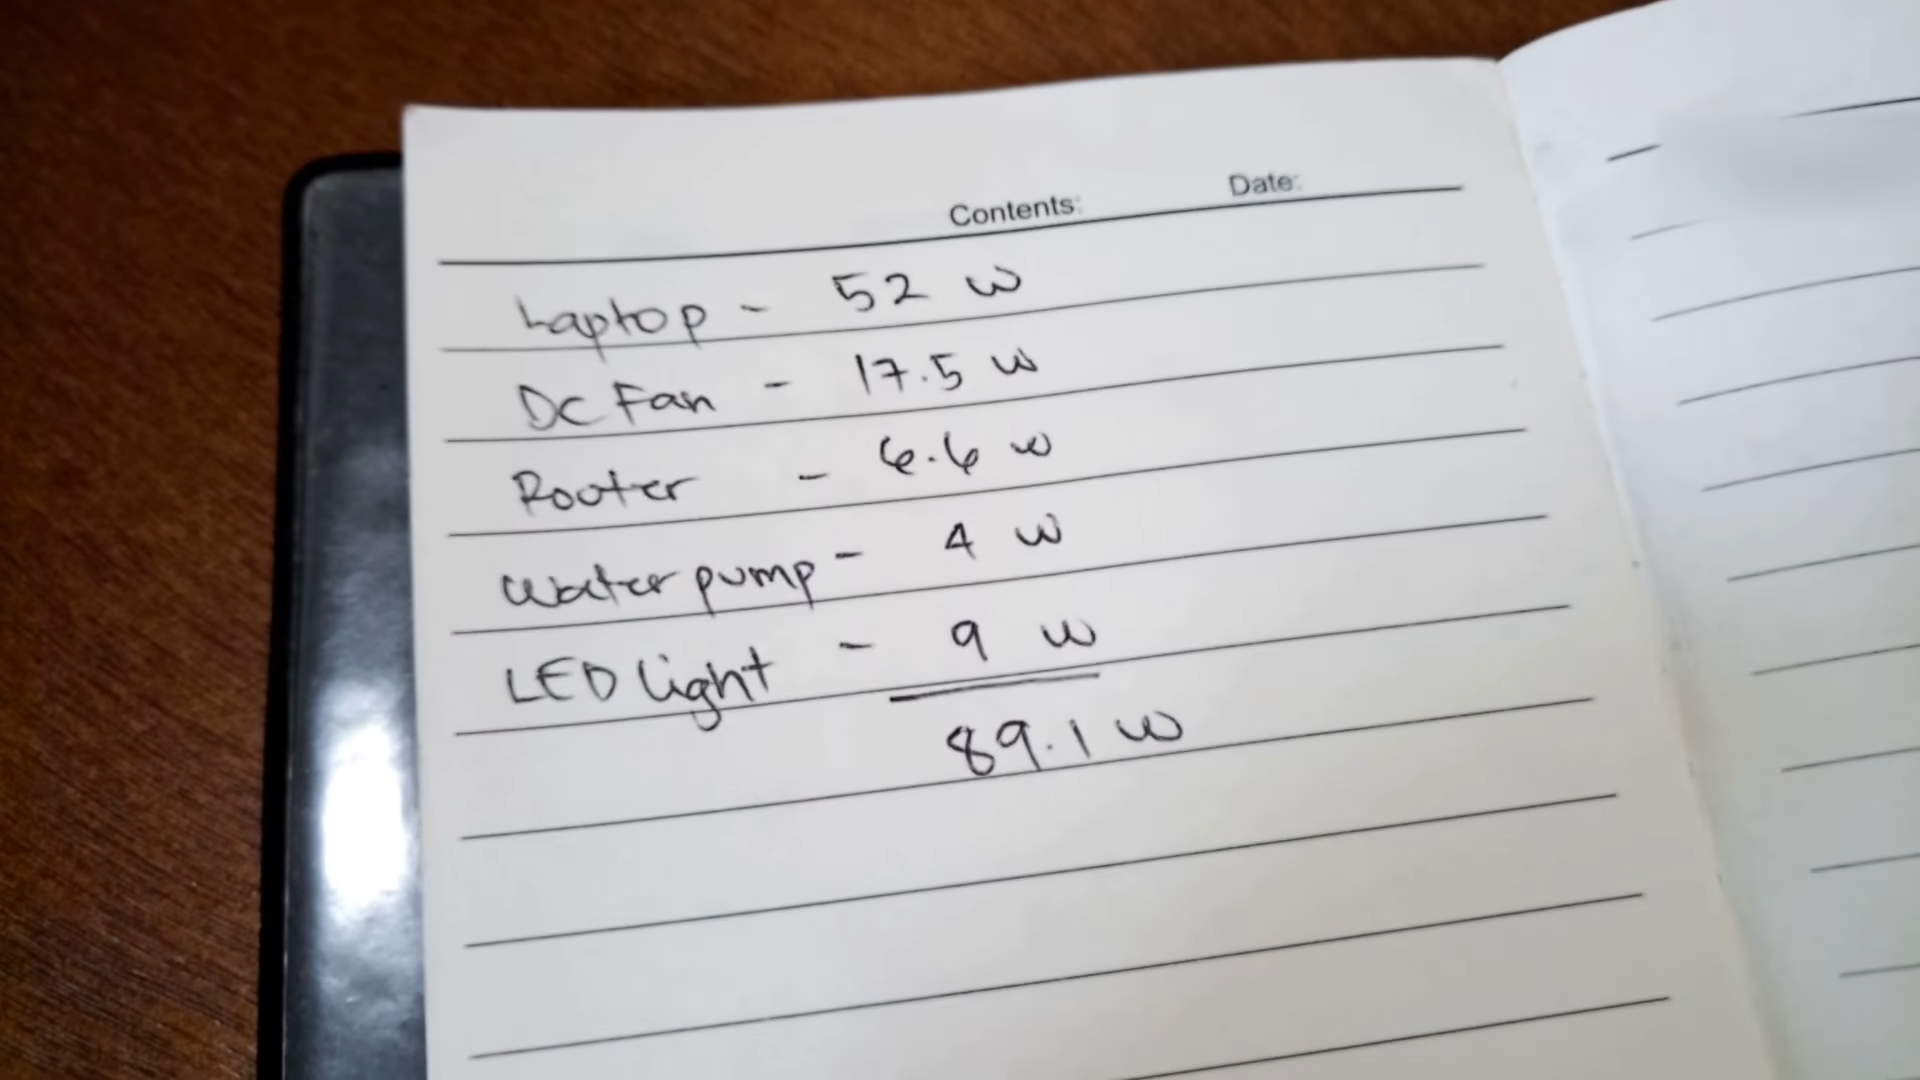 Contents: Date:
Laptop - 52 W
DC Fan - 17.5 W
Router - 6.6 W
Water pump - 4 W
LED light - 9 W
89.1 W